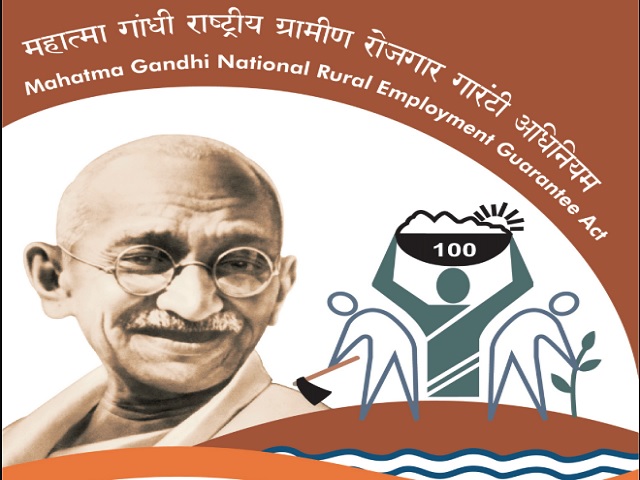 महात्मा गांधी राष्ट्रीय ग्रामीण रोजगार गारंटी अधिनियम
Mahatma Gandhi National Rural Employment Guarantee Act
100